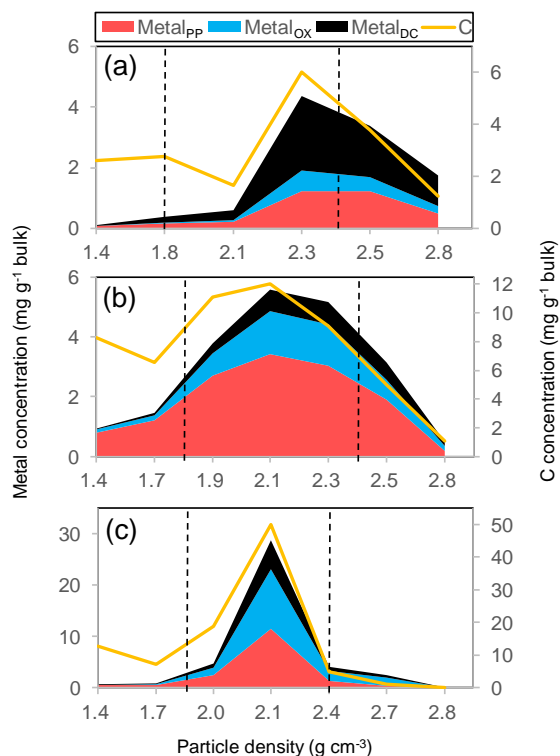 Metal_PP Metal_OX Metal_DC C
(a)
6
4
2
0
6
4
2
0
1.4 1.8 2.1 2.3 2.5 2.8
(b)
6
4
2
0
12
10
8
6
4
2
0
1.4 1.7 1.9 2.1 2.3 2.5 2.8
(c)
30
20
10
0
50
40
30
20
10
0
1.4 1.7 2.0 2.1 2.4 2.6 2.8
Metal concentration (mg g⁻¹ bulk)
C concentration (mg g⁻¹ bulk)
Particle density (g cm⁻³)